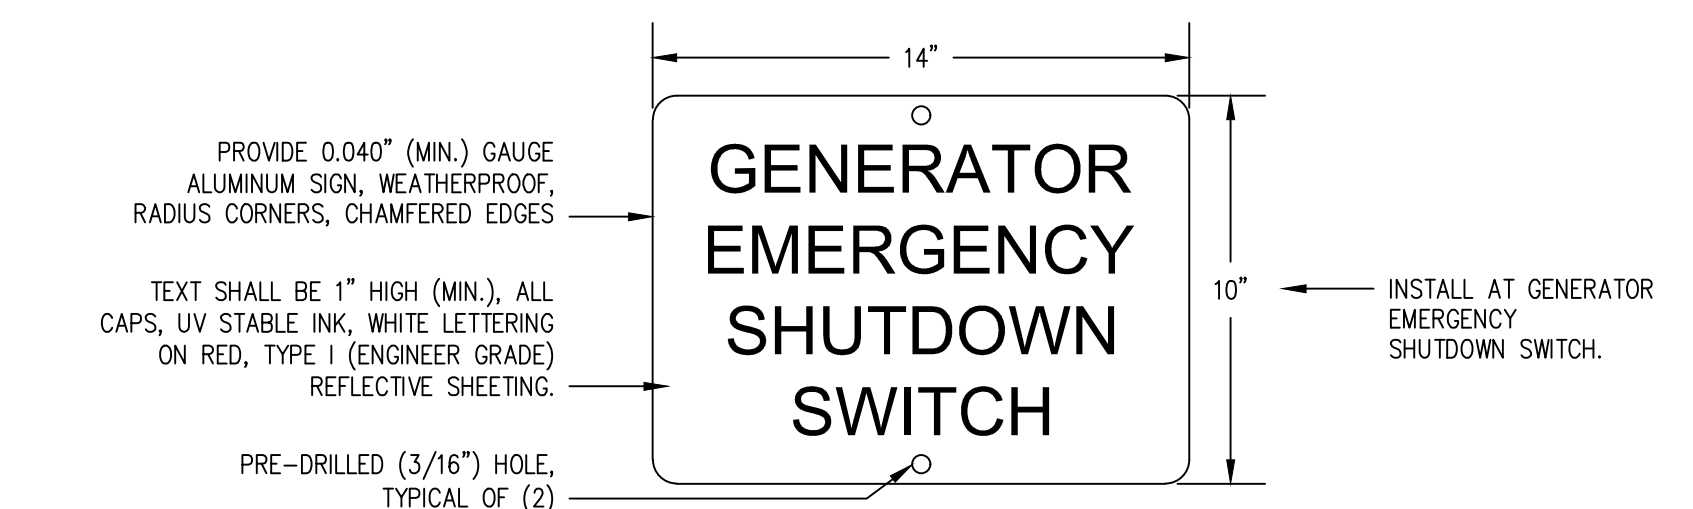 14"
PROVIDE 0.040" (MIN.) GAUGE
ALUMINUM SIGN, WEATHERPROOF,
RADIUS CORNERS, CHAMFERED EDGES
TEXT SHALL BE 1" HIGH (MIN.), ALL
CAPS, UV STABLE INK, WHITE LETTERING
ON RED, TYPE I (ENGINEER GRADE)
REFLECTIVE SHEETING.
PRE-DRILLED (3/16") HOLE,
TYPICAL OF (2)
GENERATOR
EMERGENCY
SHUTDOWN
SWITCH
10"
INSTALL AT GENERATOR
EMERGENCY
SHUTDOWN SWITCH.